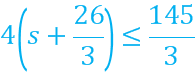 4(s + 26/3) ≤ 145/3